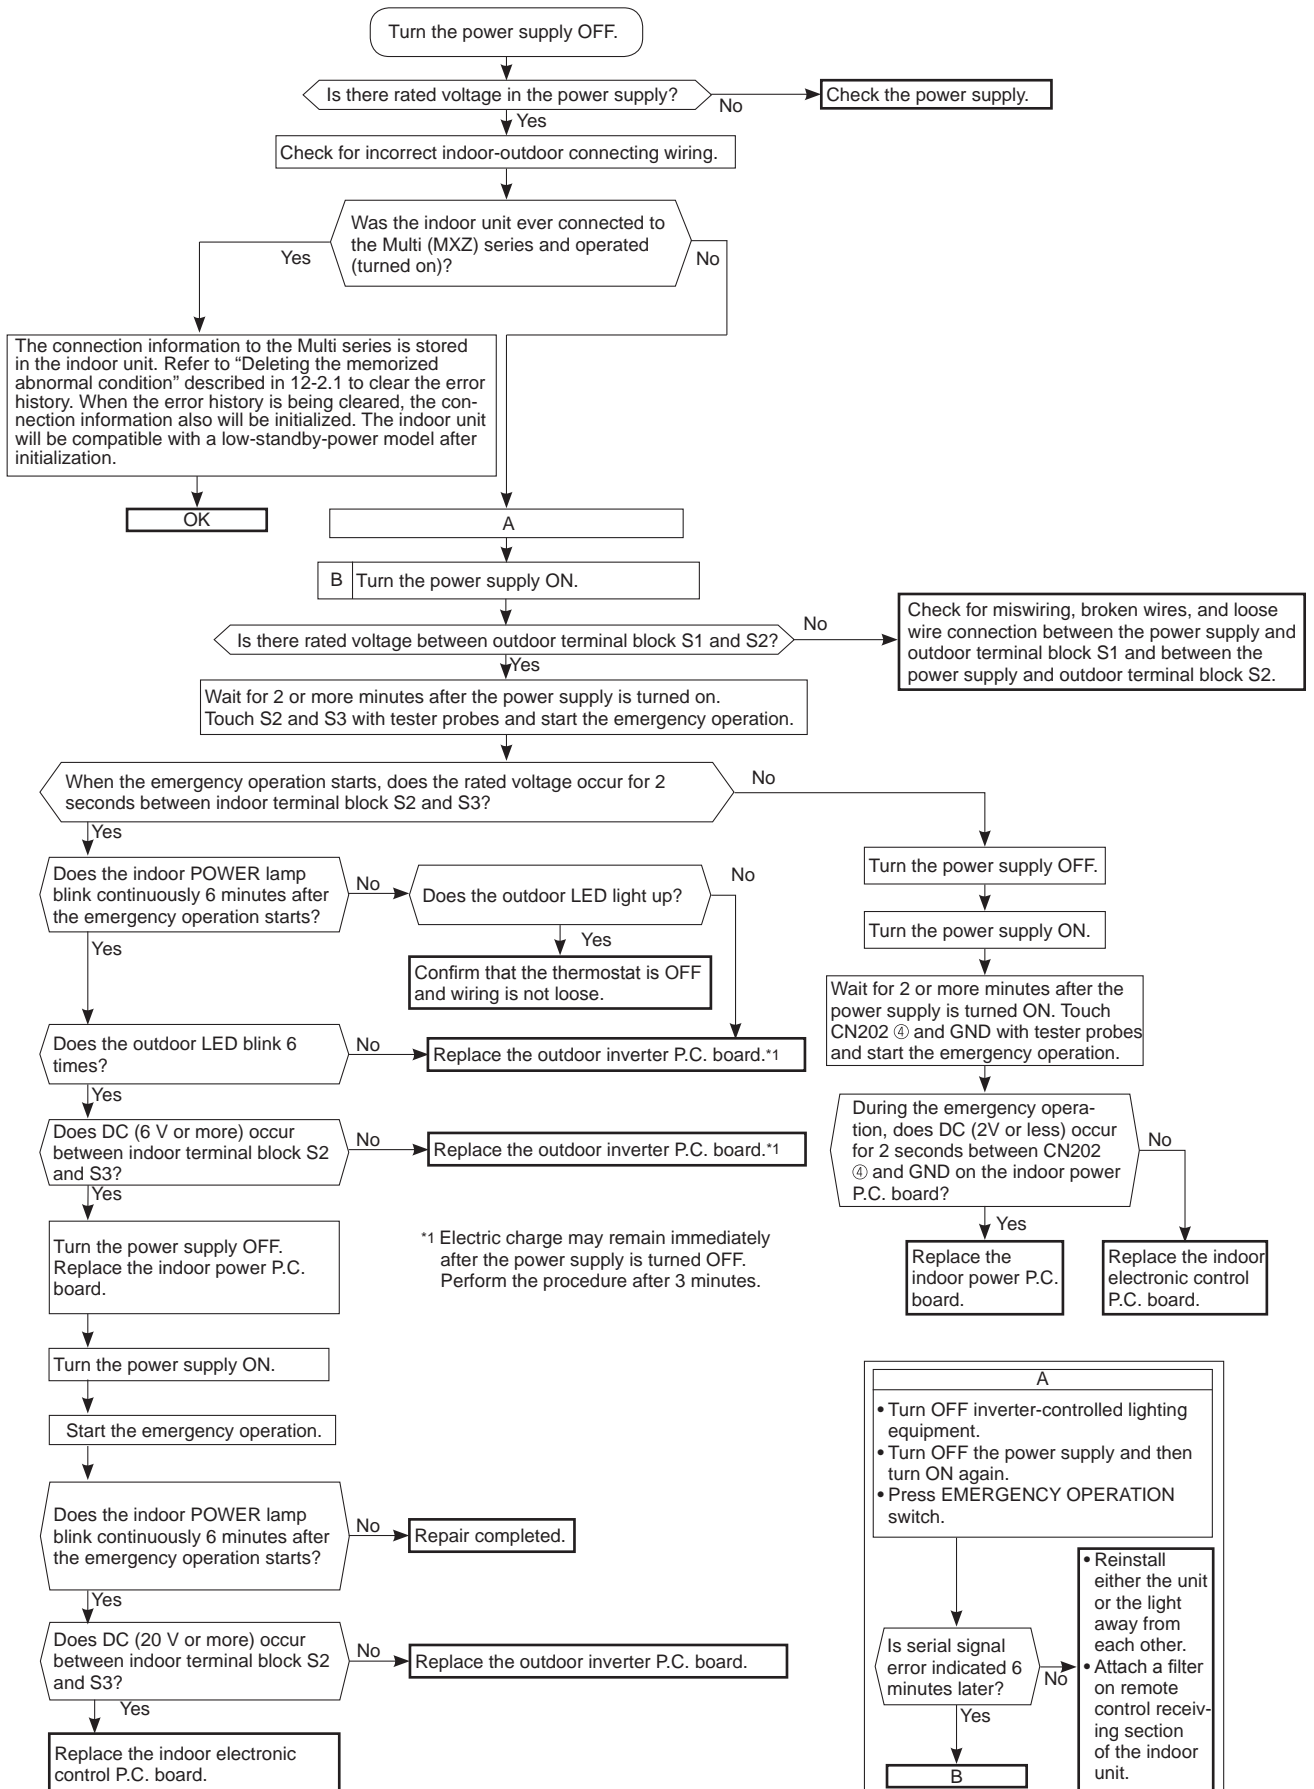 Turn the power supply OFF.
Is there rated voltage in the power supply?
No
Check the power supply.
Yes
Check for incorrect indoor-outdoor connecting wiring.
Was the indoor unit ever connected to
the Multi (MXZ) series and operated
(turned on)?
Yes
No
The connection information to the Multi series is stored
in the indoor unit. Refer to “Deleting the memorized
abnormal condition” described in 12-2.1 to clear the error
history. When the error history is being cleared, the con-
nection information also will be initialized. The indoor unit
will be compatible with a low-standby-power model after
initialization.
OK
A
B Turn the power supply ON.
Is there rated voltage between outdoor terminal block S1 and S2?
No
Check for miswiring, broken wires, and loose
wire connection between the power supply and
outdoor terminal block S1 and between the
power supply and outdoor terminal block S2.
Yes
Wait for 2 or more minutes after the power supply is turned on.
Touch S2 and S3 with tester probes and start the emergency operation.
When the emergency operation starts, does the rated voltage occur for 2
seconds between indoor terminal block S2 and S3?
No
Yes
Does the indoor POWER lamp
blink continuously 6 minutes after
the emergency operation starts?
No
Does the outdoor LED light up?
No
Yes
Confirm that the thermostat is OFF
and wiring is not loose.
Yes
Does the outdoor LED blink 6
times?
No
Replace the outdoor inverter P.C. board.*1
Yes
Does DC (6 V or more) occur
between indoor terminal block S2
and S3?
No
Replace the outdoor inverter P.C. board.*1
Yes
Turn the power supply OFF.
Replace the indoor power P.C.
board.
*1 Electric charge may remain immediately
after the power supply is turned OFF.
Perform the procedure after 3 minutes.
Turn the power supply ON.
Start the emergency operation.
Does the indoor POWER lamp
blink continuously 6 minutes after
the emergency operation starts?
No
Repair completed.
Yes
Does DC (20 V or more) occur
between indoor terminal block S2
and S3?
No
Replace the outdoor inverter P.C. board.
Yes
Replace the indoor electronic
control P.C. board.
Turn the power supply OFF.
Turn the power supply ON.
Wait for 2 or more minutes after the
power supply is turned ON. Touch
CN202 ④ and GND with tester probes
and start the emergency operation.
During the emergency opera-
tion, does DC (2V or less) occur
for 2 seconds between CN202
④ and GND on the indoor power
P.C. board?
No
Yes
Replace the
indoor power P.C.
board.
Replace the indoor
electronic control
P.C. board.
A
• Turn OFF inverter-controlled lighting
equipment.
• Turn OFF the power supply and then
turn ON again.
• Press EMERGENCY OPERATION
switch.
Is serial signal
error indicated 6
minutes later?
No
• Reinstall
either the unit
or the light
away from
each other.
• Attach a filter
on remote
control receiv-
ing section
of the indoor
unit.
Yes
B